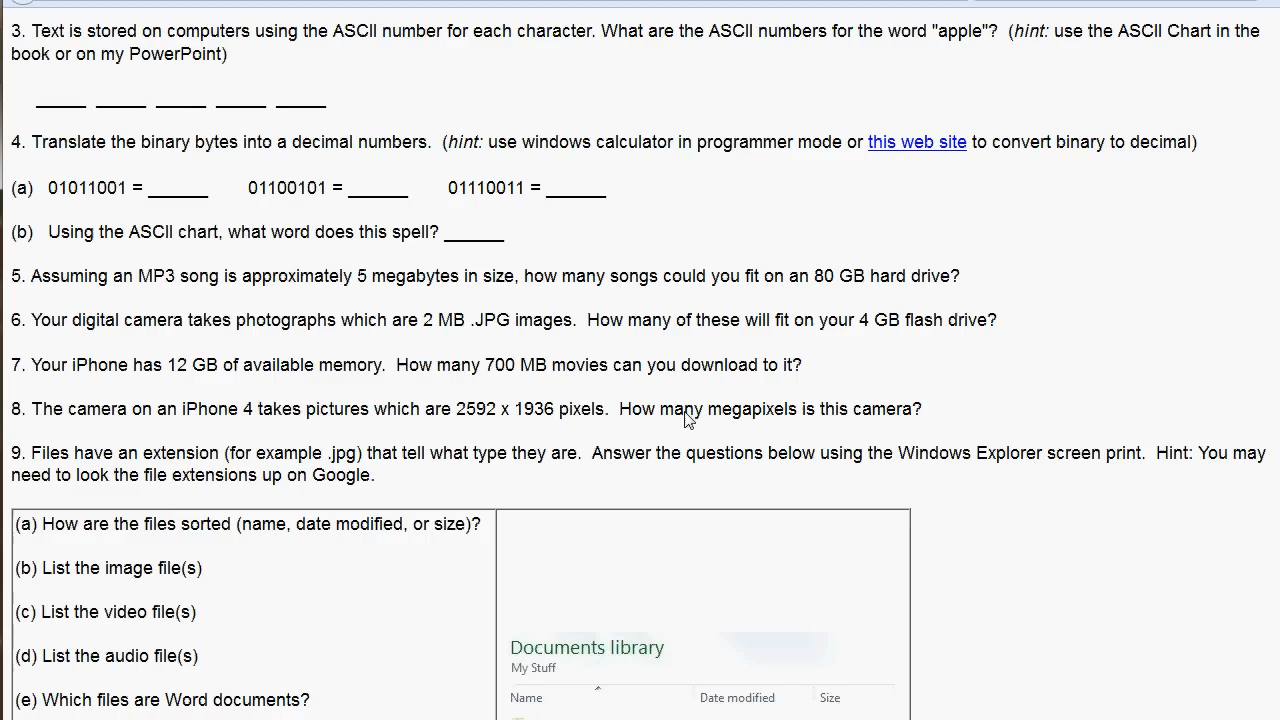 3. Text is stored on computers using the ASCII number for each character. What are the ASCII numbers for the word "apple"? (hint: use the ASCII Chart in the
book or on my PowerPoint)
_____ _____ _____ _____ _____
4. Translate the binary bytes into a decimal numbers. (hint: use windows calculator in programmer mode or this web site to convert binary to decimal)
(a) 01011001 = ______ 01100101 = ______ 01110011 = ______
(b) Using the ASCII chart, what word does this spell? ______
5. Assuming an MP3 song is approximately 5 megabytes in size, how many songs could you fit on an 80 GB hard drive?
6. Your digital camera takes photographs which are 2 MB .JPG images. How many of these will fit on your 4 GB flash drive?
7. Your iPhone has 12 GB of available memory. How many 700 MB movies can you download to it?
8. The camera on an iPhone 4 takes pictures which are 2592 x 1936 pixels. How many megapixels is this camera?
9. Files have an extension (for example .jpg) that tell what type they are. Answer the questions below using the Windows Explorer screen print. Hint: You may
need to look the file extensions up on Google.
(a) How are the files sorted (name, date modified, or size)?
(b) List the image file(s)
(c) List the video file(s)
(d) List the audio file(s)
(e) Which files are Word documents?
Documents library
My Stuff
Name Date modified Size